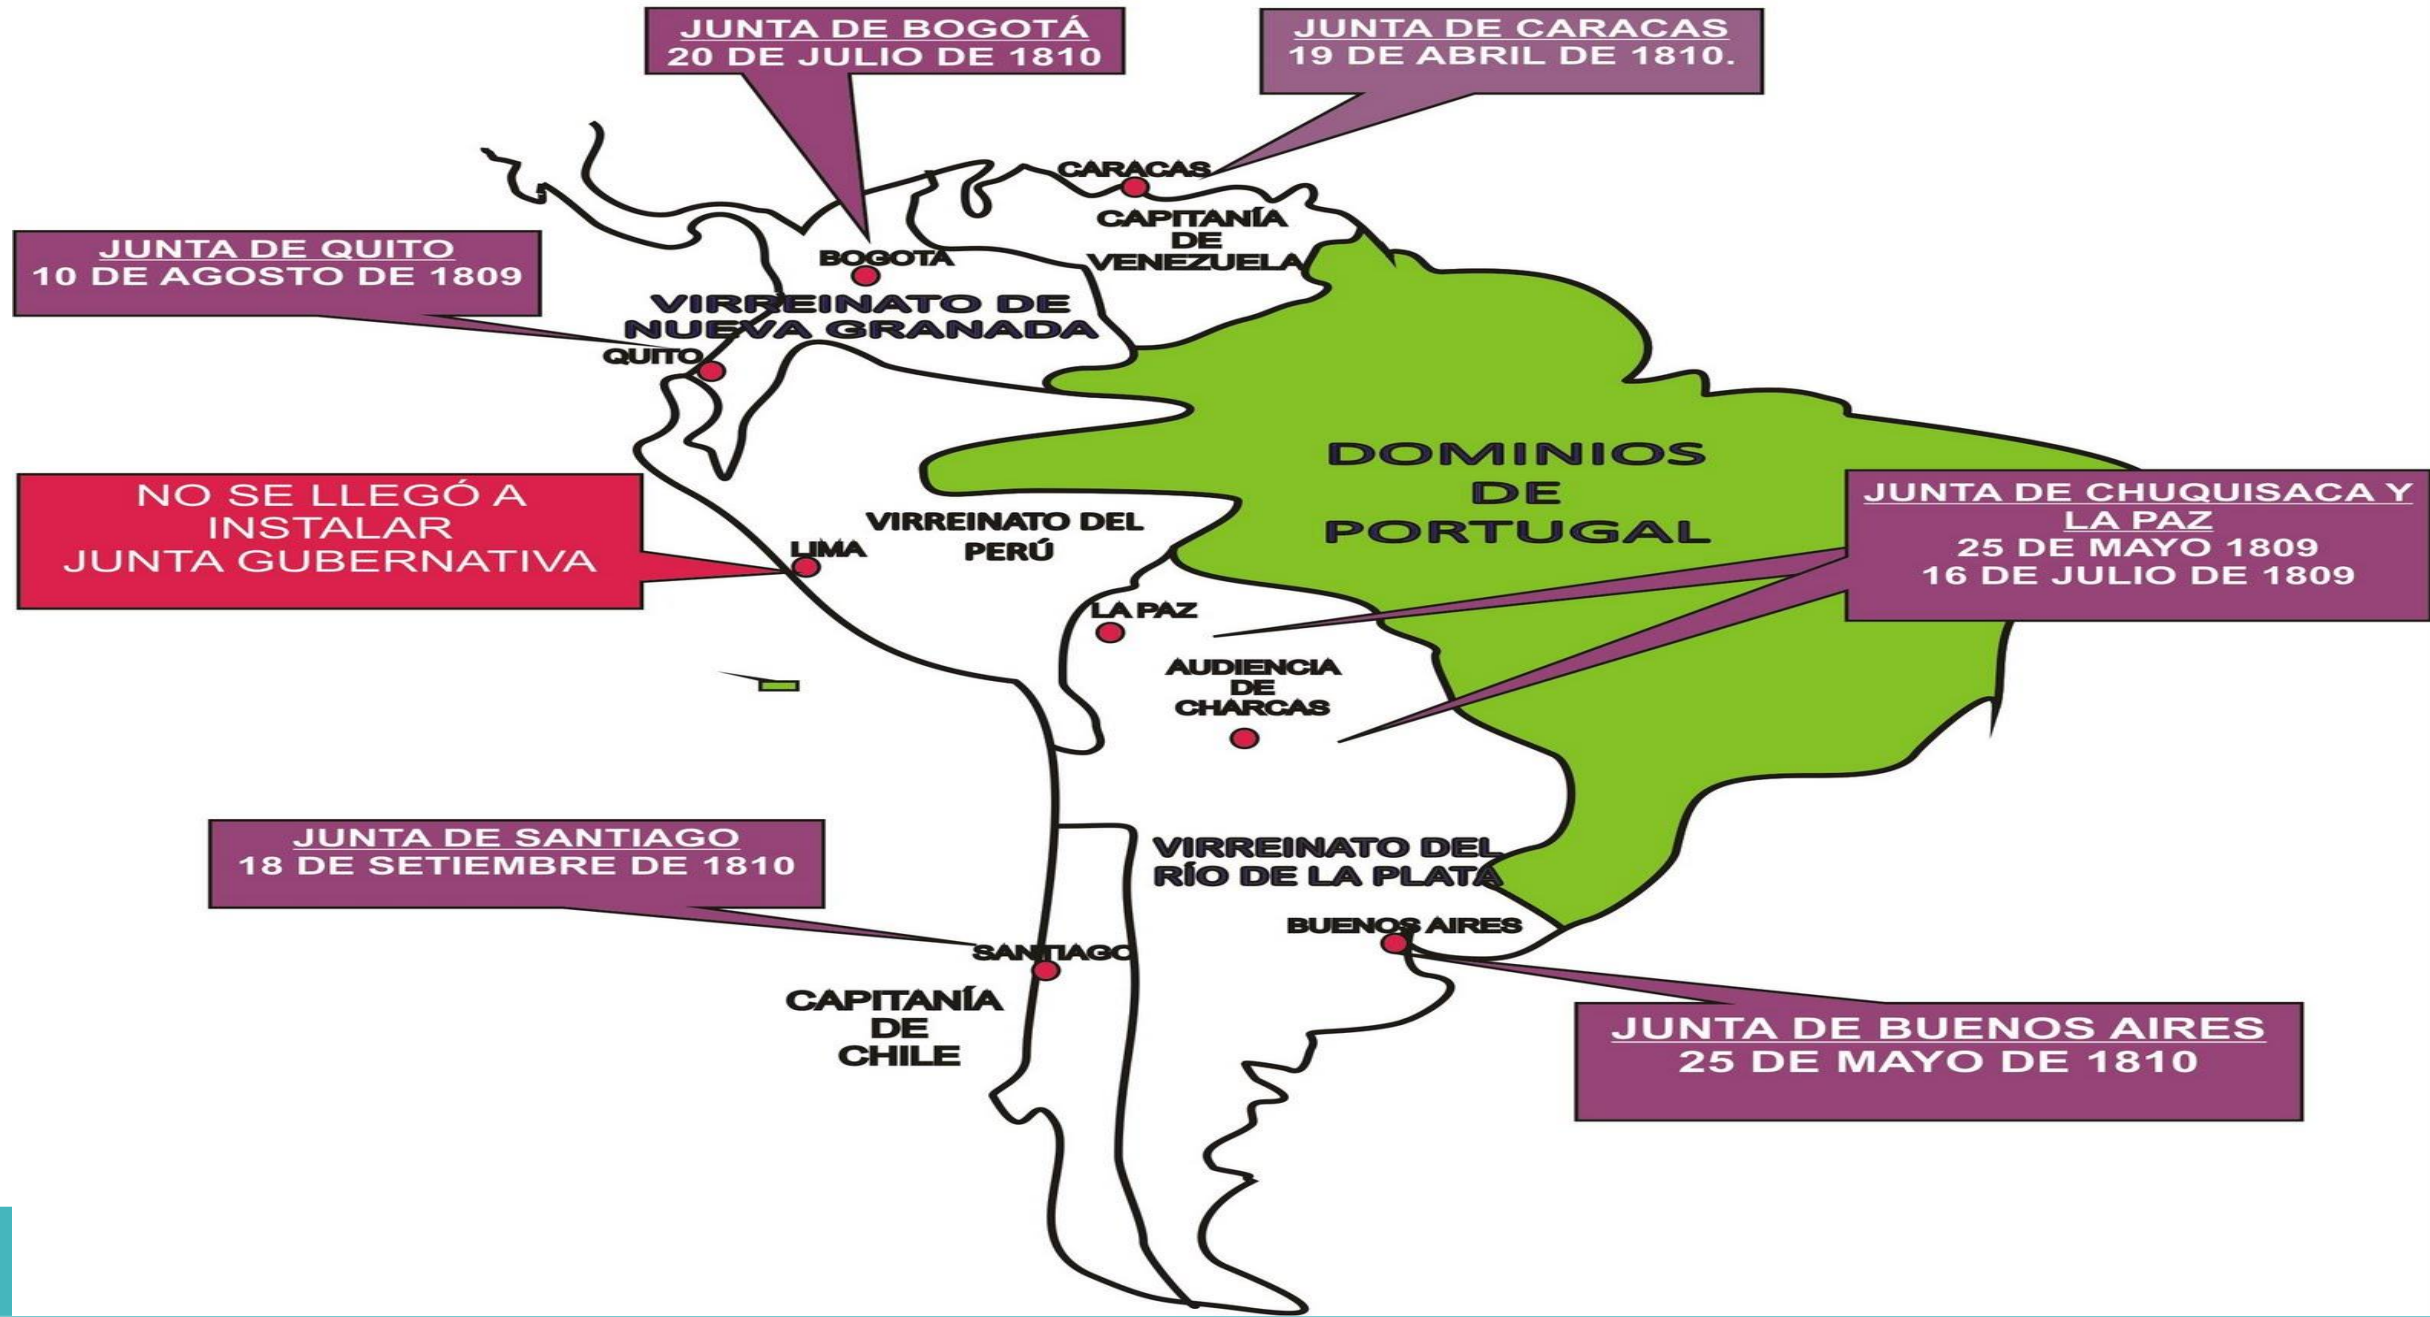 JUNTA DE BOGOTÁ
20 DE JULIO DE 1810
JUNTA DE CARACAS
19 DE ABRIL DE 1810.
CARACAS
CAPITANÍA
DE
VENEZUELA
JUNTA DE QUITO
10 DE AGOSTO DE 1809
BOGOTÁ
VIRREINATO DE
NUEVA GRANADA
QUITO
DOMINIOS
DE
PORTUGAL
NO SE LLEGÓ A
INSTALAR
JUNTA GUBERNATIVA
VIRREINATO DEL
PERÚ
LIMA
JUNTA DE CHUQUISACA Y
LA PAZ
25 DE MAYO 1809
16 DE JULIO DE 1809
LA PAZ
AUDIENCIA
DE
CHARCAS
JUNTA DE SANTIAGO
18 DE SETIEMBRE DE 1810
VIRREINATO DEL
RÍO DE LA PLATA
BUENOS AIRES
SANTIAGO
CAPITANÍA
DE
CHILE
JUNTA DE BUENOS AIRES
25 DE MAYO DE 1810